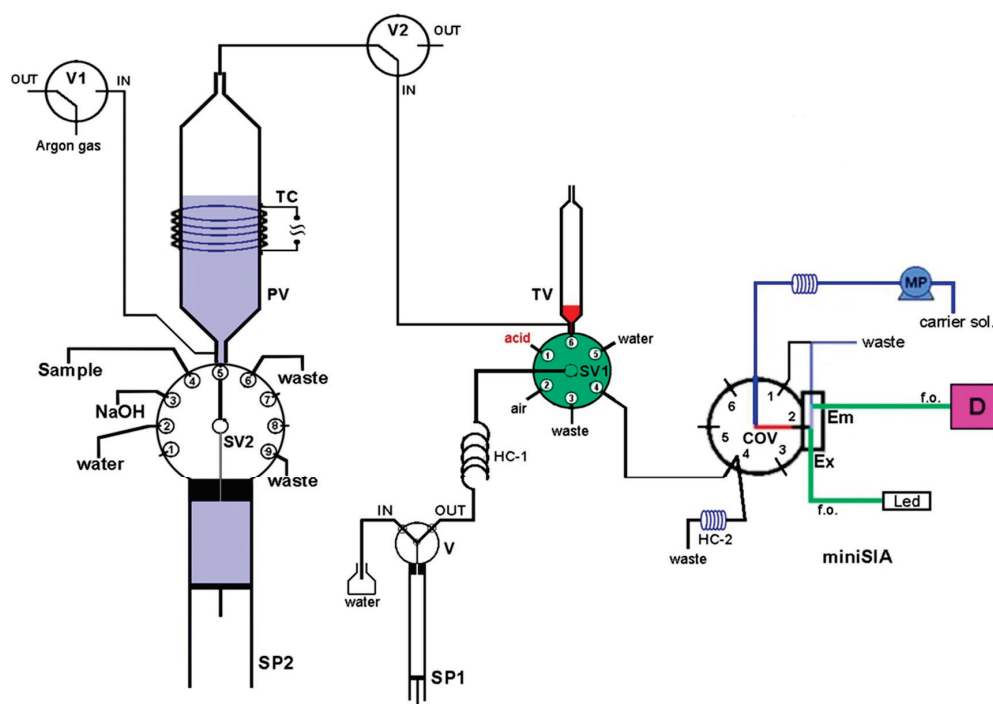 V2
OUT
IN
V1
OUT
IN
Argon gas
TC
PV
TV
MP
carrier sol.
acid
6
water
1
5
SV1
2
4
3
air
waste
Sample
5
4
6
waste
3
7
NaOH
2
8
SV2
water
1
9
waste
HC-1
waste
1
6
2
Em
f.o.
D
5
COV
4
3
Ex
f.o.
Led
HC-2
waste
miniSIA
IN
OUT
V
water
SP2
SP1